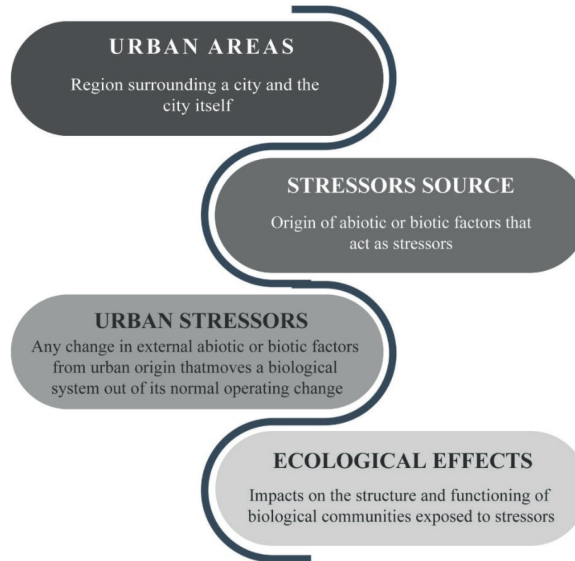 URBAN AREAS
Region surrounding a city and the
city itself
STRESSORS SOURCE
Origin of abiotic or biotic factors that
act as stressors
URBAN STRESSORS
Any change in external abiotic or biotic factors
from urban origin thatmoves a biological
system out of its normal operating change
ECOLOGICAL EFFECTS
Impacts on the structure and functioning of
biological communities exposed to stressors